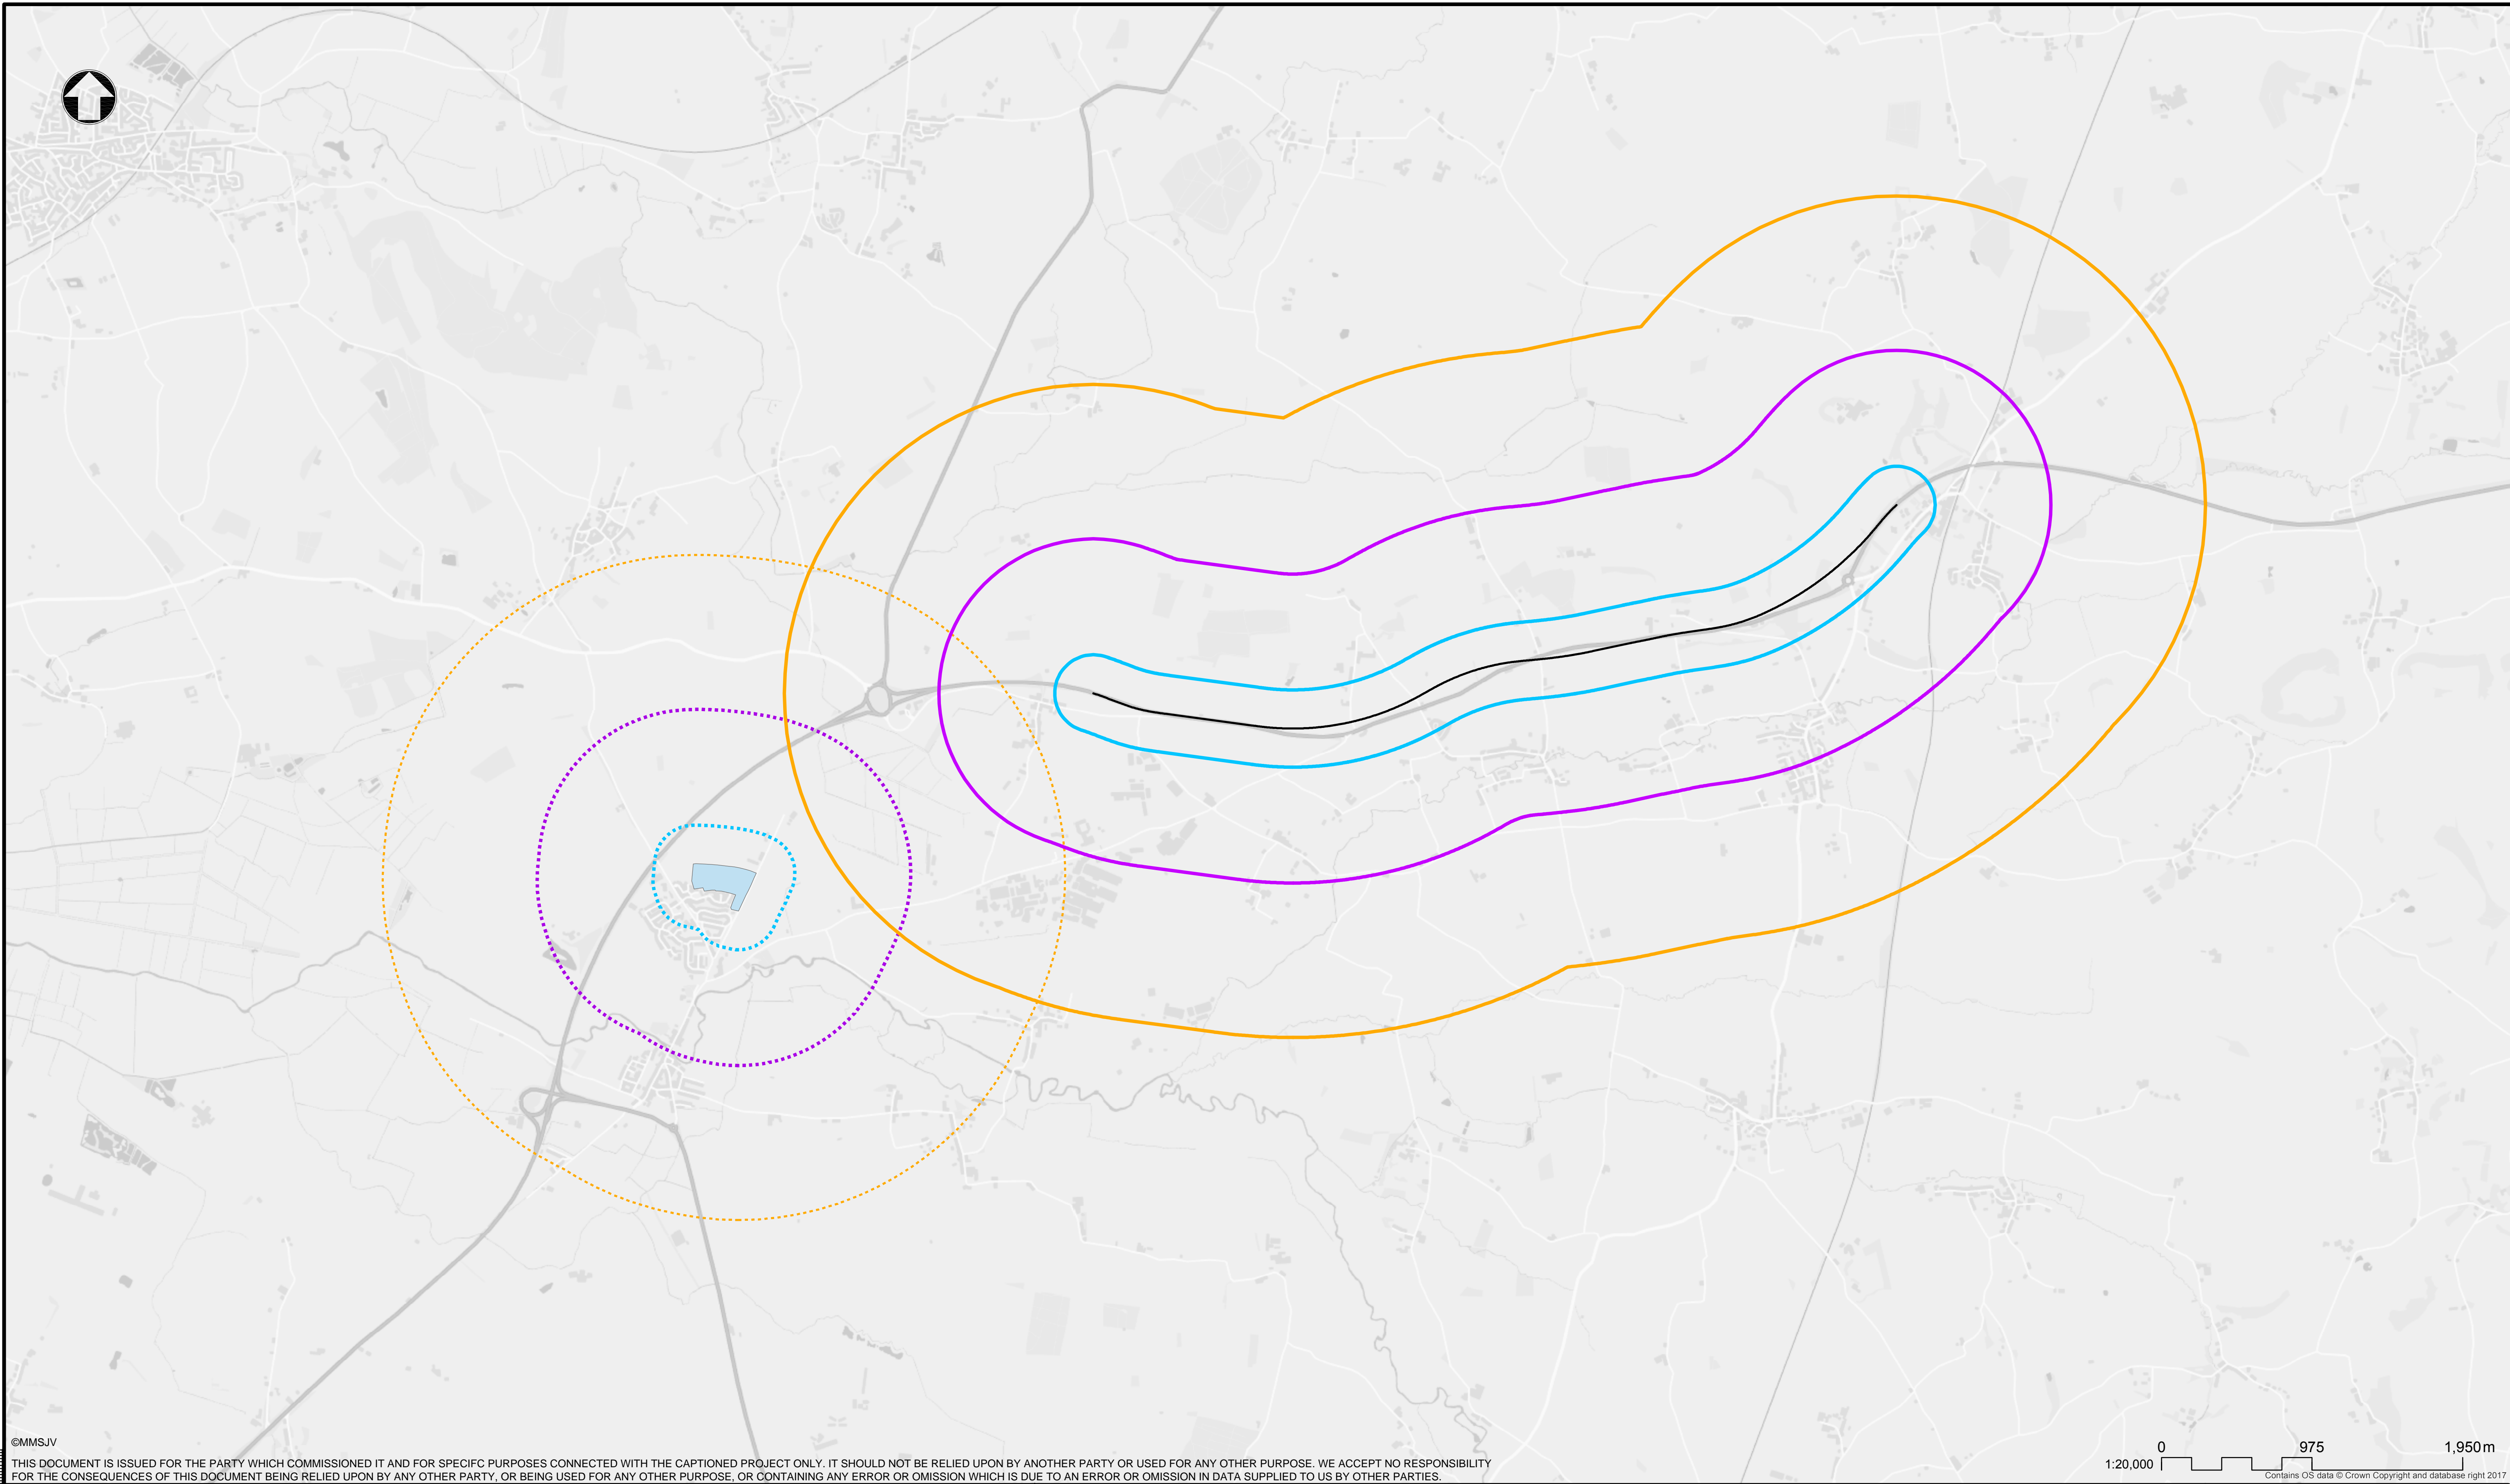 ©MMSJV
THIS DOCUMENT IS ISSUED FOR THE PARTY WHICH COMMISSIONED IT AND FOR SPECIFC PURPOSES CONNECTED WITH THE CAPTIONED PROJECT ONLY. IT SHOULD NOT BE RELIED UPON BY ANOTHER PARTY OR USED FOR ANY OTHER PURPOSE. WE ACCEPT NO RESPONSIBILITY
FOR THE CONSEQUENCES OF THIS DOCUMENT BEING RELIED UPON BY ANY OTHER PARTY, OR BEING USED FOR ANY OTHER PURPOSE, OR CONTAINING ANY ERROR OR OMISSION WHICH IS DUE TO AN ERROR OR OMISSION IN DATA SUPPLIED TO US BY OTHER PARTIES.
0 975 1,950 m
1:20,000
Contains OS data © Crown Copyright and database right 2017